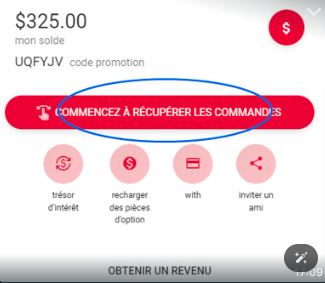 $325.00
mon solde
$
UQFYJV code promotion
COMMENCEZ À RÉCUPÉRER LES COMMANDES
trésor
d'intérêt
recharger
des pièces
d'option
with
inviter un
ami
OBTENIR UN REVENU
17:09